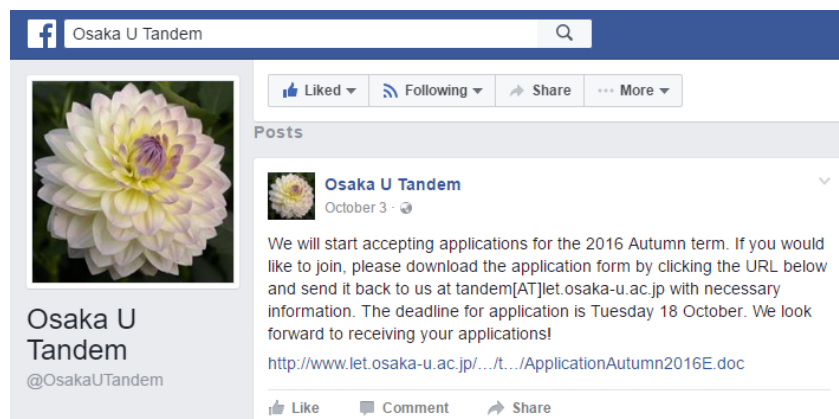 Osaka U Tandem
Liked
Following
Share
More
Posts
Osaka U Tandem
October 3 ·
We will start accepting applications for the 2016 Autumn term. If you would
like to join, please download the application form by clicking the URL below
and send it back to us at tandem[AT]let.osaka-u.ac.jp with necessary
information. The deadline for application is Tuesday 18 October. We look
forward to receiving your applications!
http://www.let.osaka-u.ac.jp/.../t.../ApplicationAutumn2016E.doc
Like Comment Share
Osaka U
Tandem
@OsakaUTandem